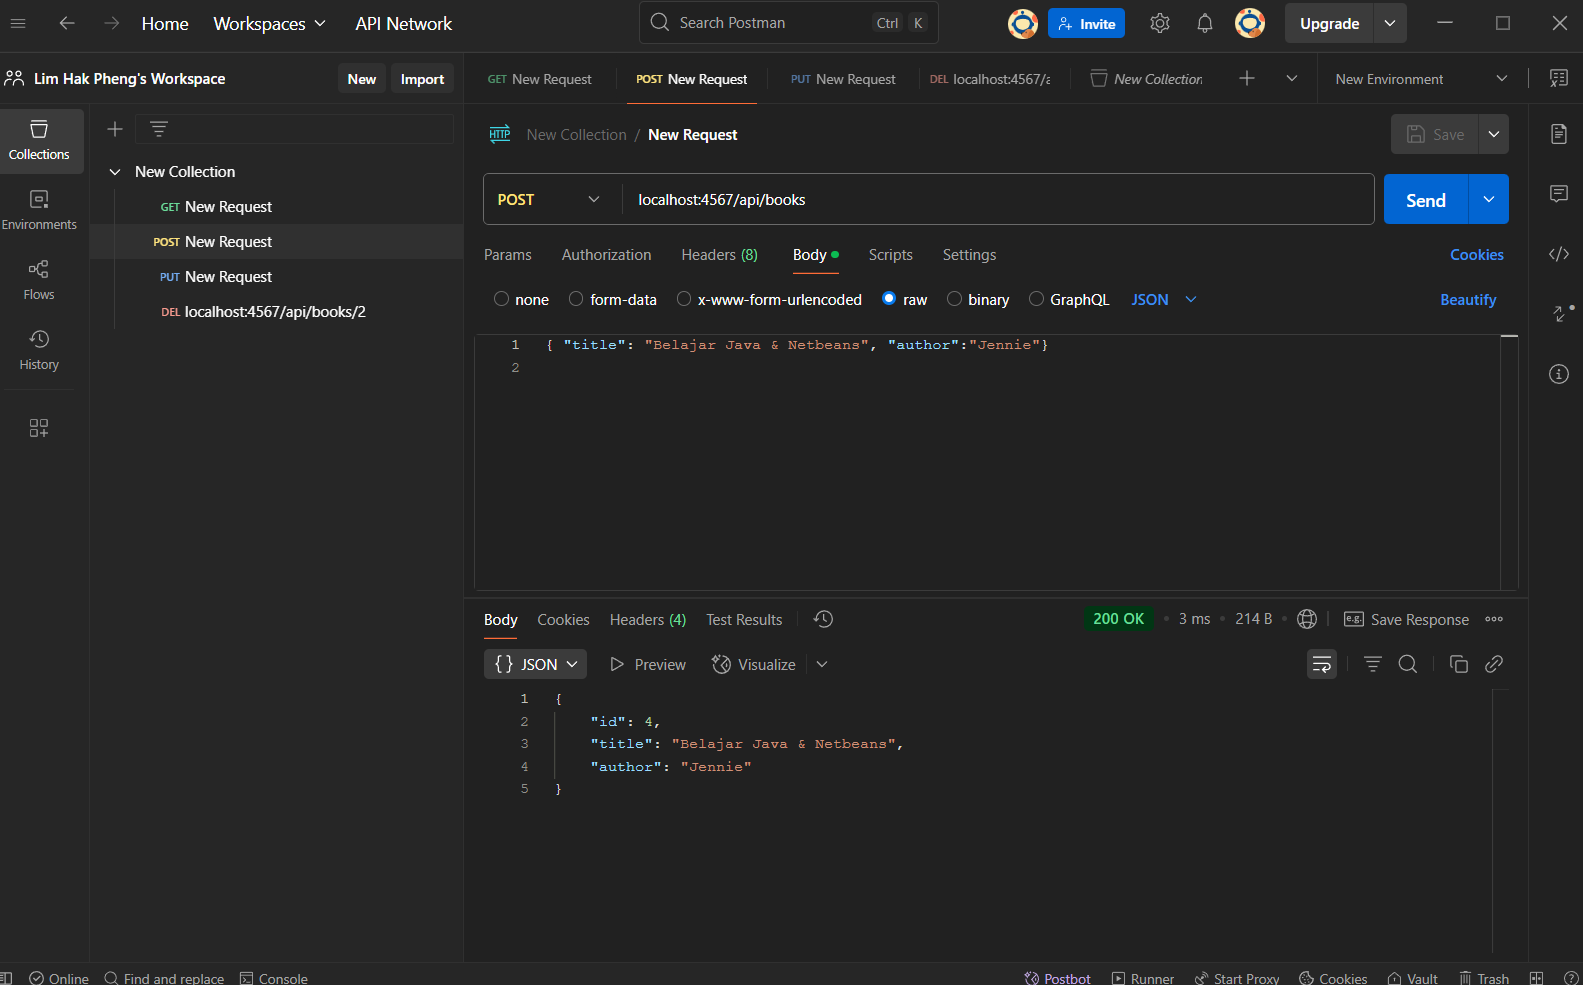 Home Workspaces API Network Search Postman Ctrl K Invite Upgrade
Lim Hak Pheng's Workspace New Import GET New Request POST New Request PUT New Request DEL localhost:4567/a New Collection New Environment
Collections
Environments
Flows
History
New Collection
GET New Request
POST New Request
PUT New Request
DEL localhost:4567/api/books/2
HTTP New Collection / New Request Save
POST localhost:4567/api/books Send
Params Authorization Headers (8) Body Scripts Settings Cookies
none form-data x-www-form-urlencoded raw binary GraphQL JSON Beautify
1 { "title": "Belajar Java & Netbeans", "author":"Jennie"}
2
Body Cookies Headers (4) Test Results 200 OK • 3 ms • 214 B • e.g. Save Response
{} JSON Preview Visualize
1 {
2 "id": 4,
3 "title": "Belajar Java & Netbeans",
4 "author": "Jennie"
5 }
Online Find and replace Console Postbot Runner Start Proxy Cookies Vault Trash